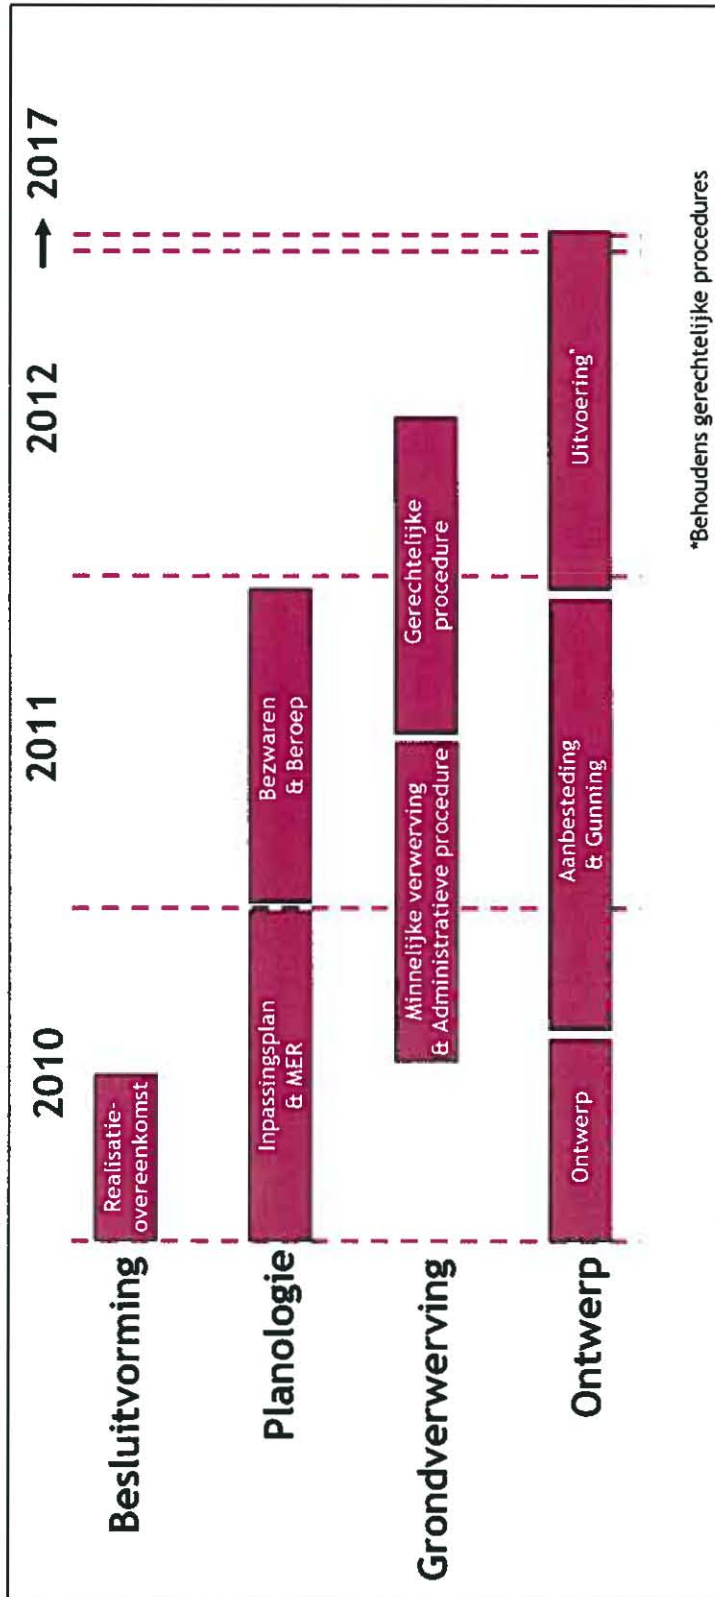 2010
2011
2012
→ 2017
Besluitvorming
Realisatie-
overeenkomst
Planologie
Inpassingsplan
& MER
Bezwaren
& Beroep
Grondverwerving
Minnelijke verwerving
& Administratieve procedure
Gerechtelijke
procedure
Ontwerp
Ontwerp
Aanbesteding
& Gunning
Uitvoering*
*Behoudens gerechtelijke procedures